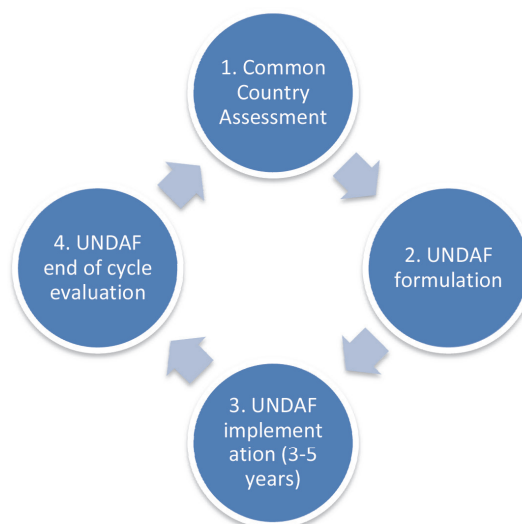 1. Common
Country
Assessment
2. UNDAF
formulation
3. UNDAF
implement
ation (3-5
years)
4. UNDAF
end of cycle
evaluation